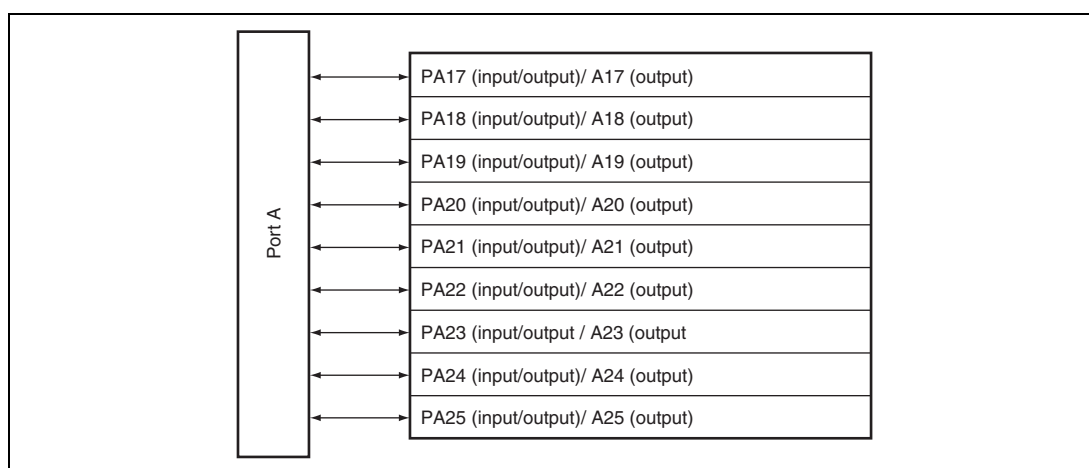 Port A
PA17 (input/output)/ A17 (output)
PA18 (input/output)/ A18 (output)
PA19 (input/output)/ A19 (output)
PA20 (input/output)/ A20 (output)
PA21 (input/output)/ A21 (output)
PA22 (input/output)/ A22 (output)
PA23 (input/output / A23 (output
PA24 (input/output)/ A24 (output)
PA25 (input/output)/ A25 (output)